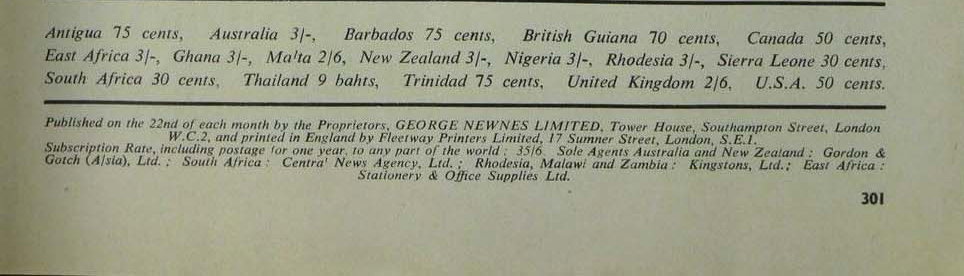 Antigua 75 cents, Australia 3/-, Barbados 75 cents, British Guiana 70 cents, Canada 50 cents,
East Africa 3/-, Ghana 3/-, Malta 2/6, New Zealand 3/-, Nigeria 3/-, Rhodesia 3/-, Sierra Leone 30 cents,
South Africa 30 cents, Thailand 9 bahts, Trinidad 75 cents, United Kingdom 2/6, U.S.A. 50 cents.
Published on the 22nd of each month by the Proprietors, GEORGE NEWNES LIMITED, Tower House, Southampton Street, London
W.C.2, and printed in England by Fleetway Printers Limited, 17 Sumner Street, London, S.E.1.
Subscription Rate, including postage for one year, to any part of the world : 35/6 Sole Agents Australia and New Zealand : Gordon &
Gotch (A/sia), Ltd. ; South Africa : Central News Agency, Ltd. ; Rhodesia, Malawi and Zambia : Kingstons, Ltd.; East Africa :
Stationery & Office Supplies Ltd.
301